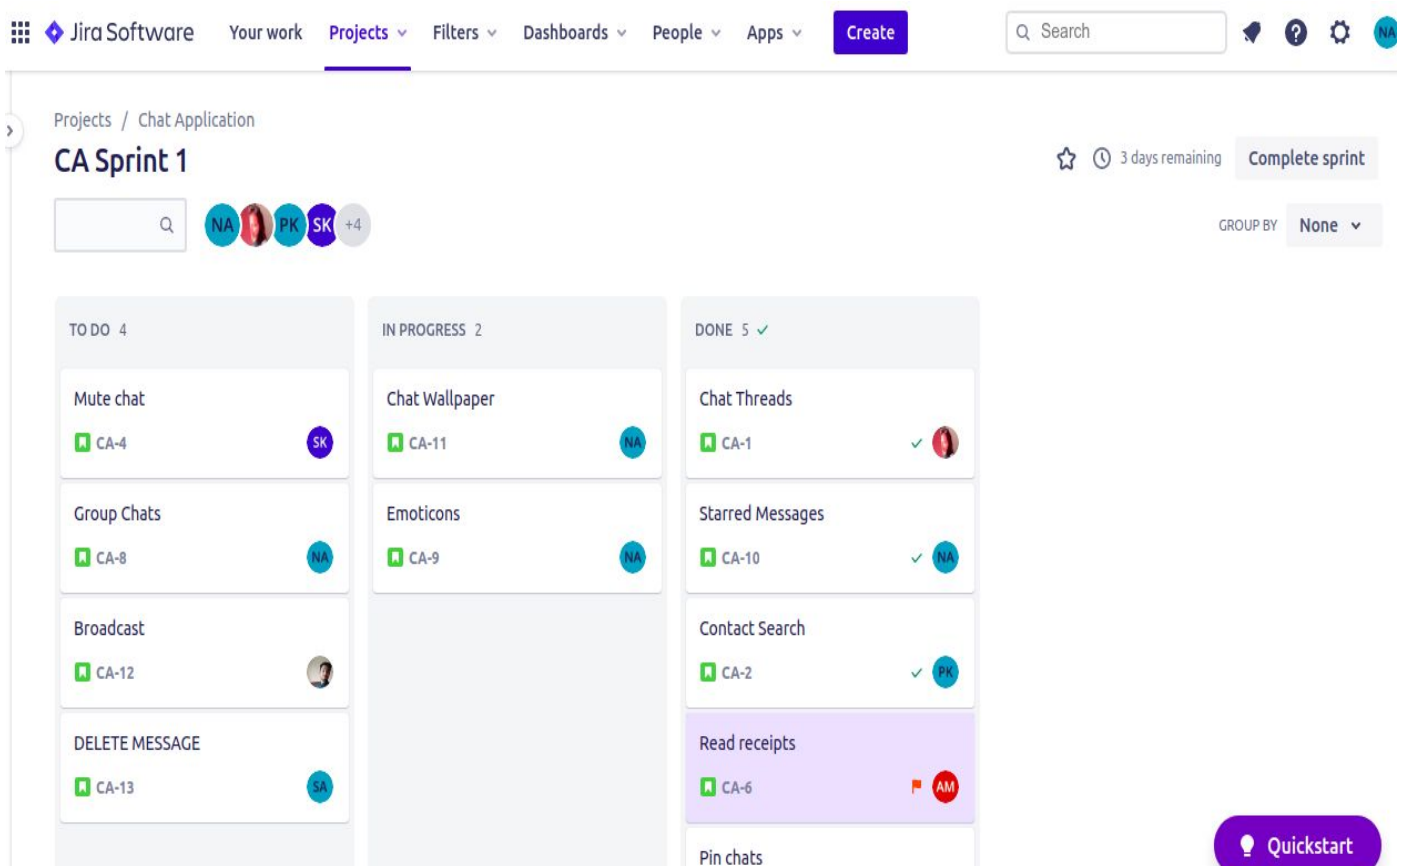 Jira Software Your work Projects Filters Dashboards People Apps Create Search NA
Projects / Chat Application
CA Sprint 1
3 days remaining Complete sprint
NA PK SK +4
GROUP BY None
TO DO 4
Mute chat
CA-4 SK
Group Chats
CA-8 NA
Broadcast
CA-12
DELETE MESSAGE
CA-13 SA
IN PROGRESS 2
Chat Wallpaper
CA-11 NA
Emoticons
CA-9 NA
DONE 5
Chat Threads
CA-1
Starred Messages
CA-10 NA
Contact Search
CA-2 PK
Read receipts
CA-6 AM
Pin chats
Quickstart